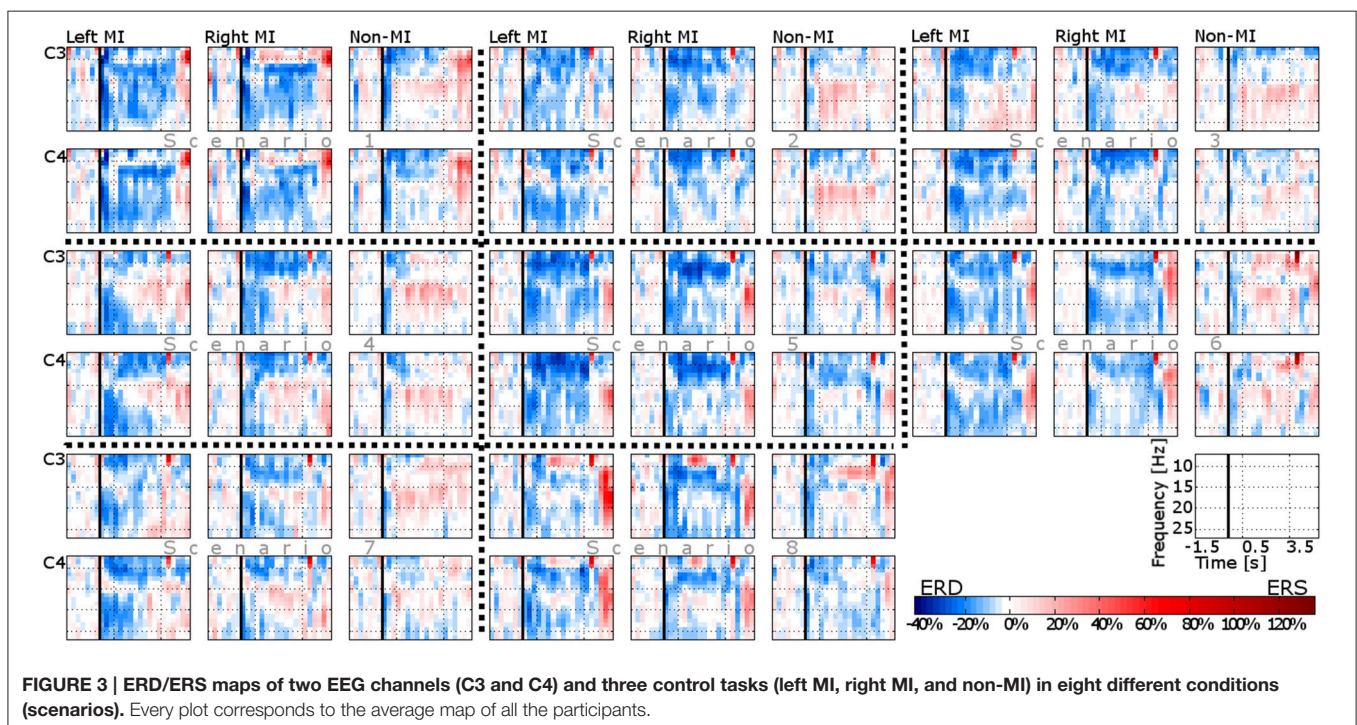 Left MI Right MI Non-MI Left MI Right MI Non-MI Left MI Right MI Non-MI
C3
Scenario 1 Scenario 2 Scenario 3
C4
C3
Scenario 4 Scenario 5 Scenario 6
C4
C3
Scenario 7 Scenario 8
C4
Frequency [Hz]
10
15
20
25
-1.5 0.5 3.5
Time [s]
ERD ERS
-40% -20% 0% 20% 40% 60% 80% 100% 120%
FIGURE 3 | ERD/ERS maps of two EEG channels (C3 and C4) and three control tasks (left MI, right MI, and non-MI) in eight different conditions
(scenarios). Every plot corresponds to the average map of all the participants.